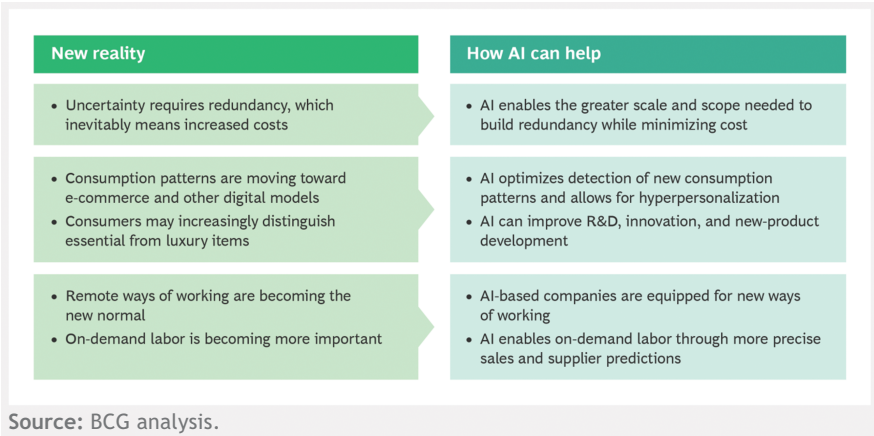 New reality
How AI can help
• Uncertainty requires redundancy, which
inevitably means increased costs
• AI enables the greater scale and scope needed to
build redundancy while minimizing cost
• Consumption patterns are moving toward
e-commerce and other digital models
• Consumers may increasingly distinguish
essential from luxury items
• AI optimizes detection of new consumption
patterns and allows for hyperpersonalization
• AI can improve R&D, innovation, and new-product
development
• Remote ways of working are becoming the
new normal
• On-demand labor is becoming more important
• AI-based companies are equipped for new ways
of working
• AI enables on-demand labor through more precise
sales and supplier predictions
Source: BCG analysis.